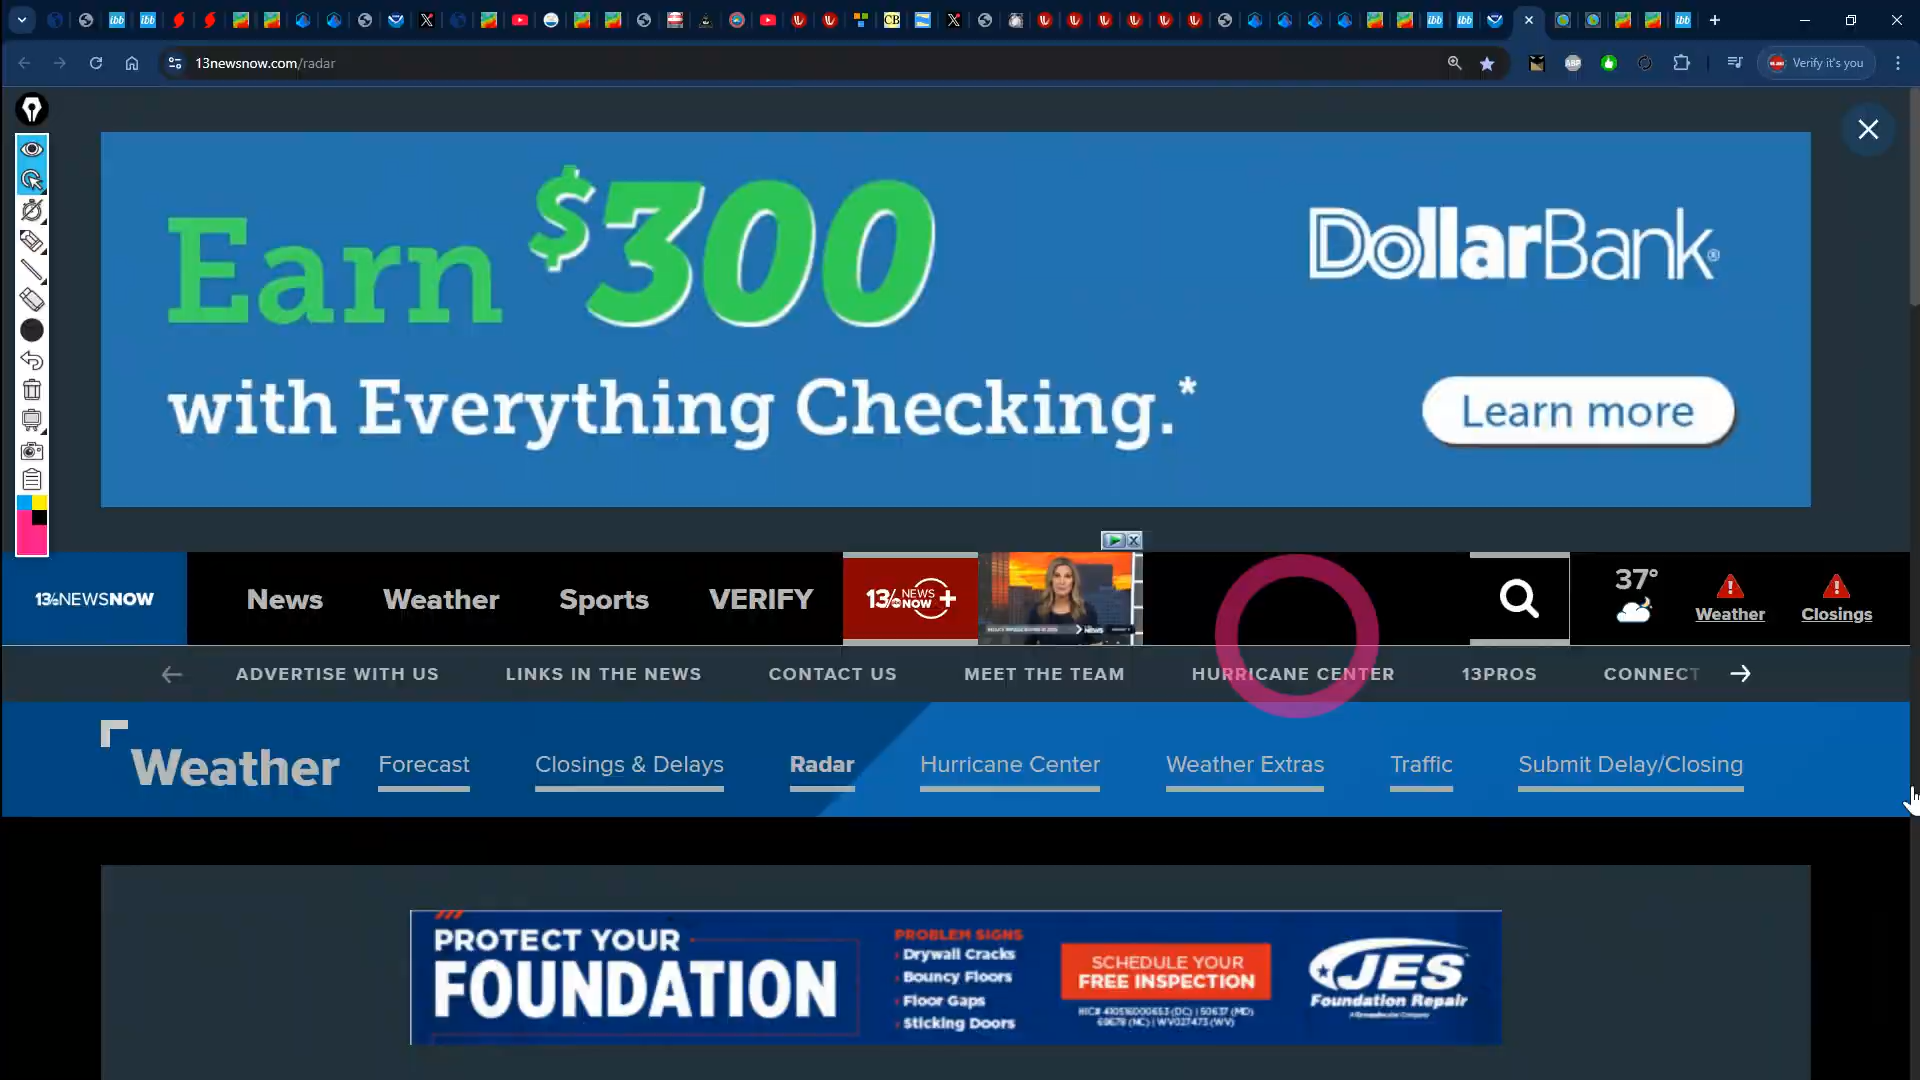 13newsnow.com/radar
Verify it's you
CB
ibb
ABP
Earn $300
with Everything Checking.*
DollarBank®
Learn more
13NEWSNOW
News
Weather
Sports
VERIFY
13 NEWS NOW +
37°
Weather
Closings
ADVERTISE WITH US
LINKS IN THE NEWS
CONTACT US
MEET THE TEAM
HURRICANE CENTER
13PROS
CONNECT
Weather
Forecast
Closings & Delays
Radar
Hurricane Center
Weather Extras
Traffic
Submit Delay/Closing
PROTECT YOUR
FOUNDATION
PROBLEM SIGNS
Drywall Cracks
Bouncy Floors
Floor Gaps
Sticking Doors
SCHEDULE YOUR
FREE INSPECTION
JES
Foundation Repair